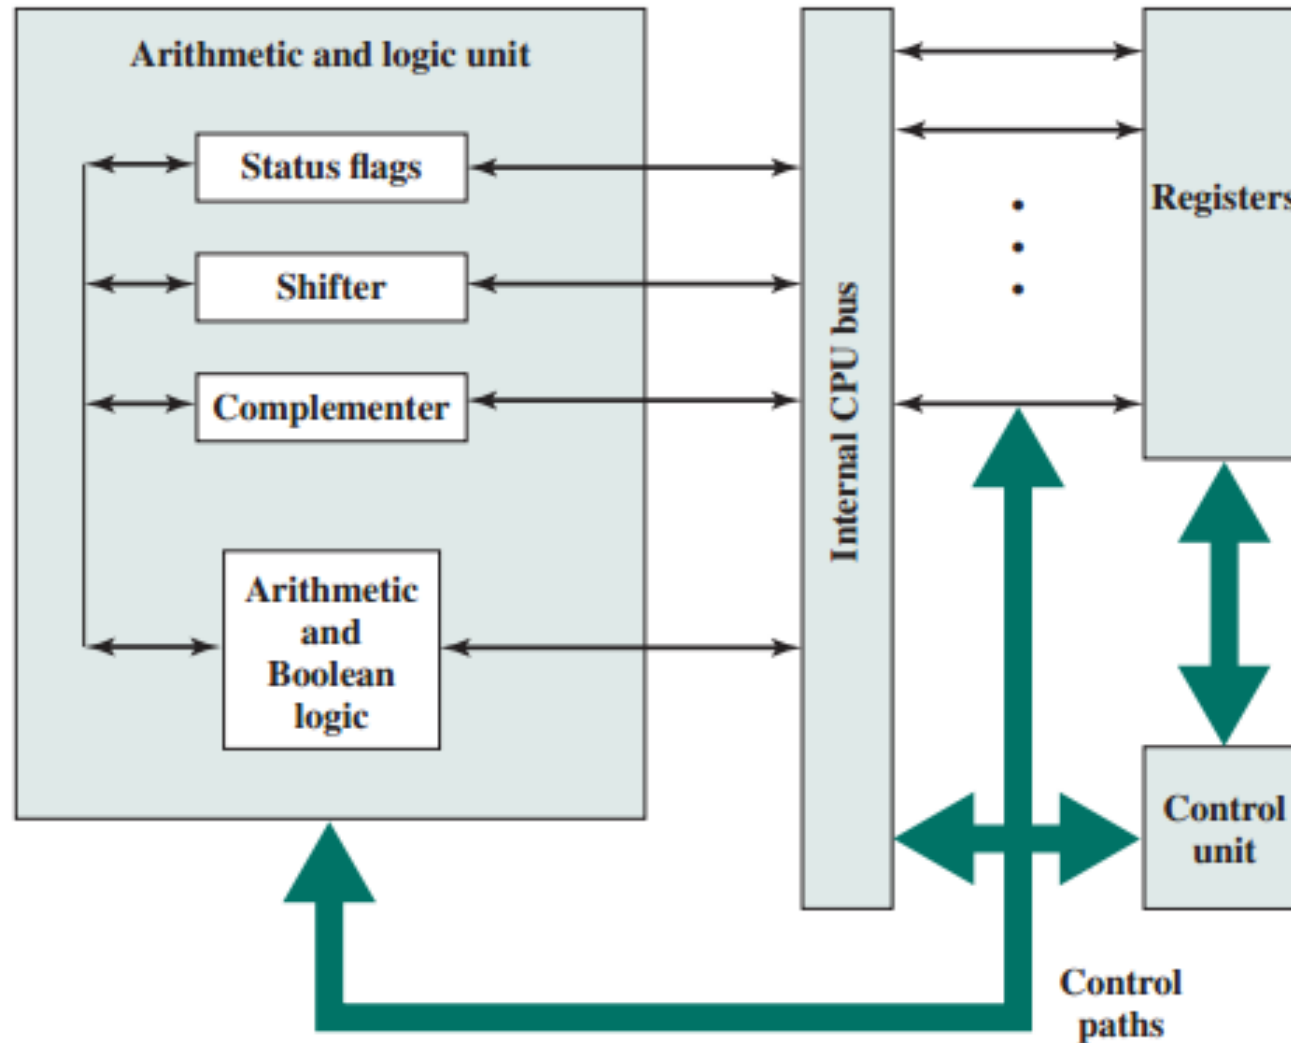 Arithmetic and logic unit
Status flags
Shifter
Complementer
Arithmetic
and
Boolean
logic
Internal CPU bus
Registers
Control
unit
Control
paths